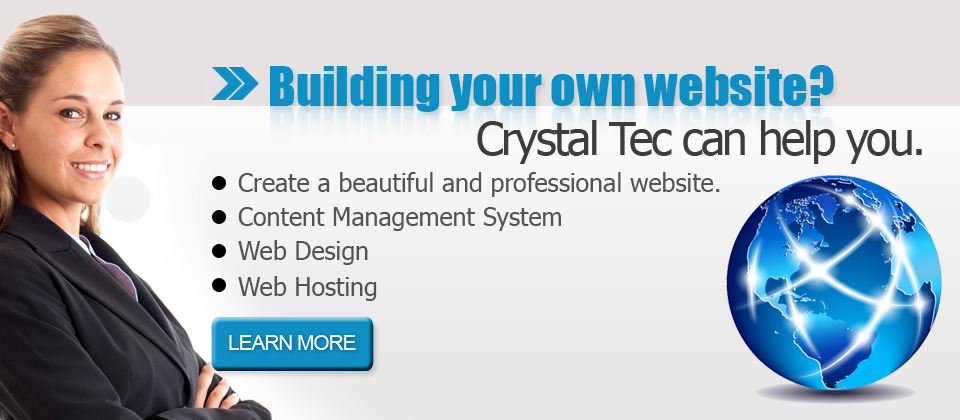 Building your own website?
Crystal Tec can help you.
Create a beautiful and professional website.
Content Management System
Web Design
Web Hosting
LEARN MORE